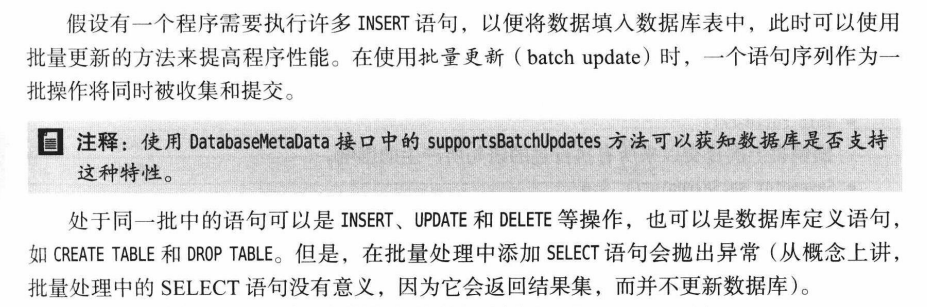 假设有一个程序需要执行许多 INSERT 语句，以便将数据填入数据库表中，此时可以使用
批量更新的方法来提高程序性能。在使用批量更新（batch update）时，一个语句序列作为一
批操作将同时被收集和提交。
注释：使用 DatabaseMetaData 接口中的 supportsBatchUpdates 方法可以获知数据库是否支持
这种特性。
处于同一批中的语句可以是 INSERT、UPDATE 和 DELETE 等操作，也可以是数据库定义语句，
如 CREATE TABLE 和 DROP TABLE。但是，在批量处理中添加 SELECT 语句会抛出异常（从概念上讲，
批量处理中的 SELECT 语句没有意义，因为它会返回结果集，而并不更新数据库）。